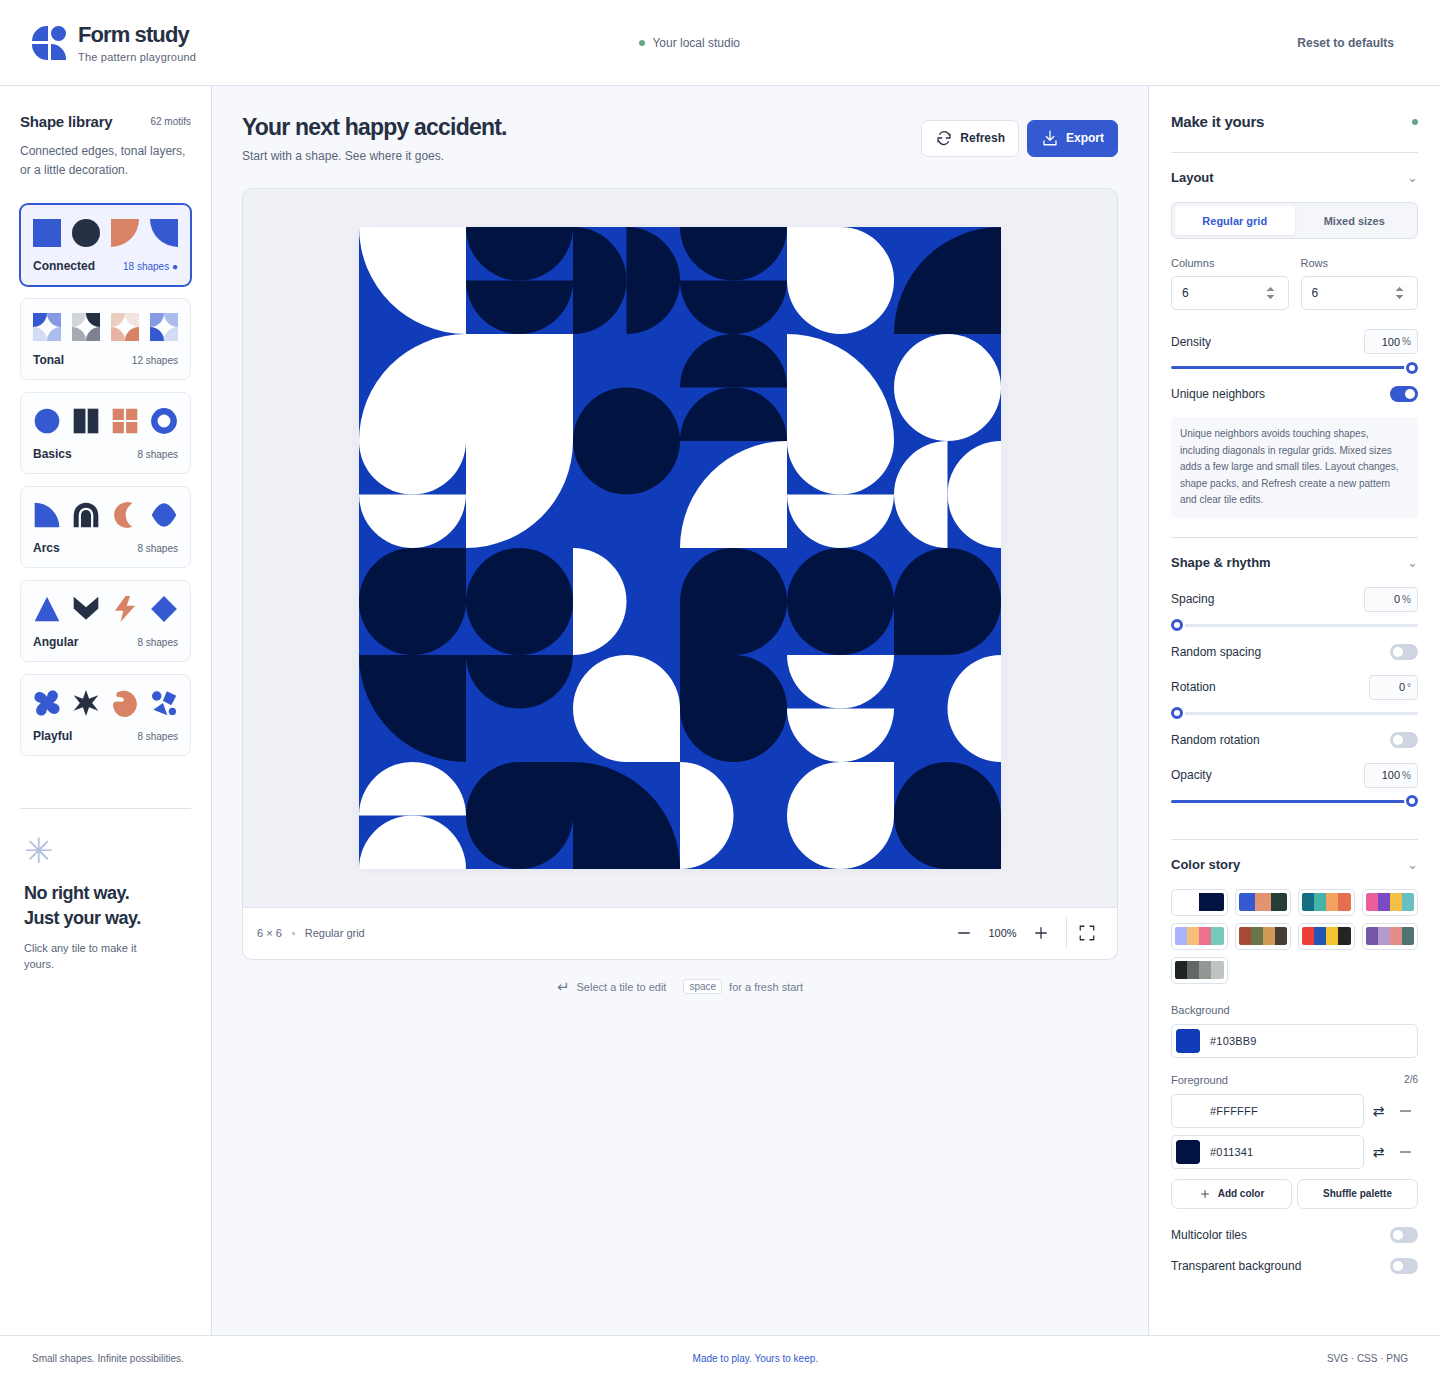 Form study
The pattern playground
Your local studio
Reset to defaults
Shape library
62 motifs
Connected edges, tonal layers,
or a little decoration.
Connected
18 shapes
Tonal
12 shapes
Basics
8 shapes
Arcs
8 shapes
Angular
8 shapes
Playful
8 shapes
No right way.
Just your way.
Click any tile to make it
yours.
Your next happy accident.
Start with a shape. See where it goes.
Refresh
Export
6 × 6 • Regular grid
100%
Select a tile to edit
space for a fresh start
Make it yours
Layout
Regular grid
Mixed sizes
Columns
Rows
6
6
Density
100 %
Unique neighbors
Unique neighbors avoids touching shapes,
including diagonals in regular grids. Mixed sizes
adds a few large and small tiles. Layout changes,
shape packs, and Refresh create a new pattern
and clear tile edits.
Shape & rhythm
Spacing
0 %
Random spacing
Rotation
0 °
Random rotation
Opacity
100 %
Color story
Background
#103BB9
Foreground
2/6
#FFFFFF
#011341
Add color
Shuffle palette
Multicolor tiles
Transparent background
Small shapes. Infinite possibilities.
Made to play. Yours to keep.
SVG · CSS · PNG